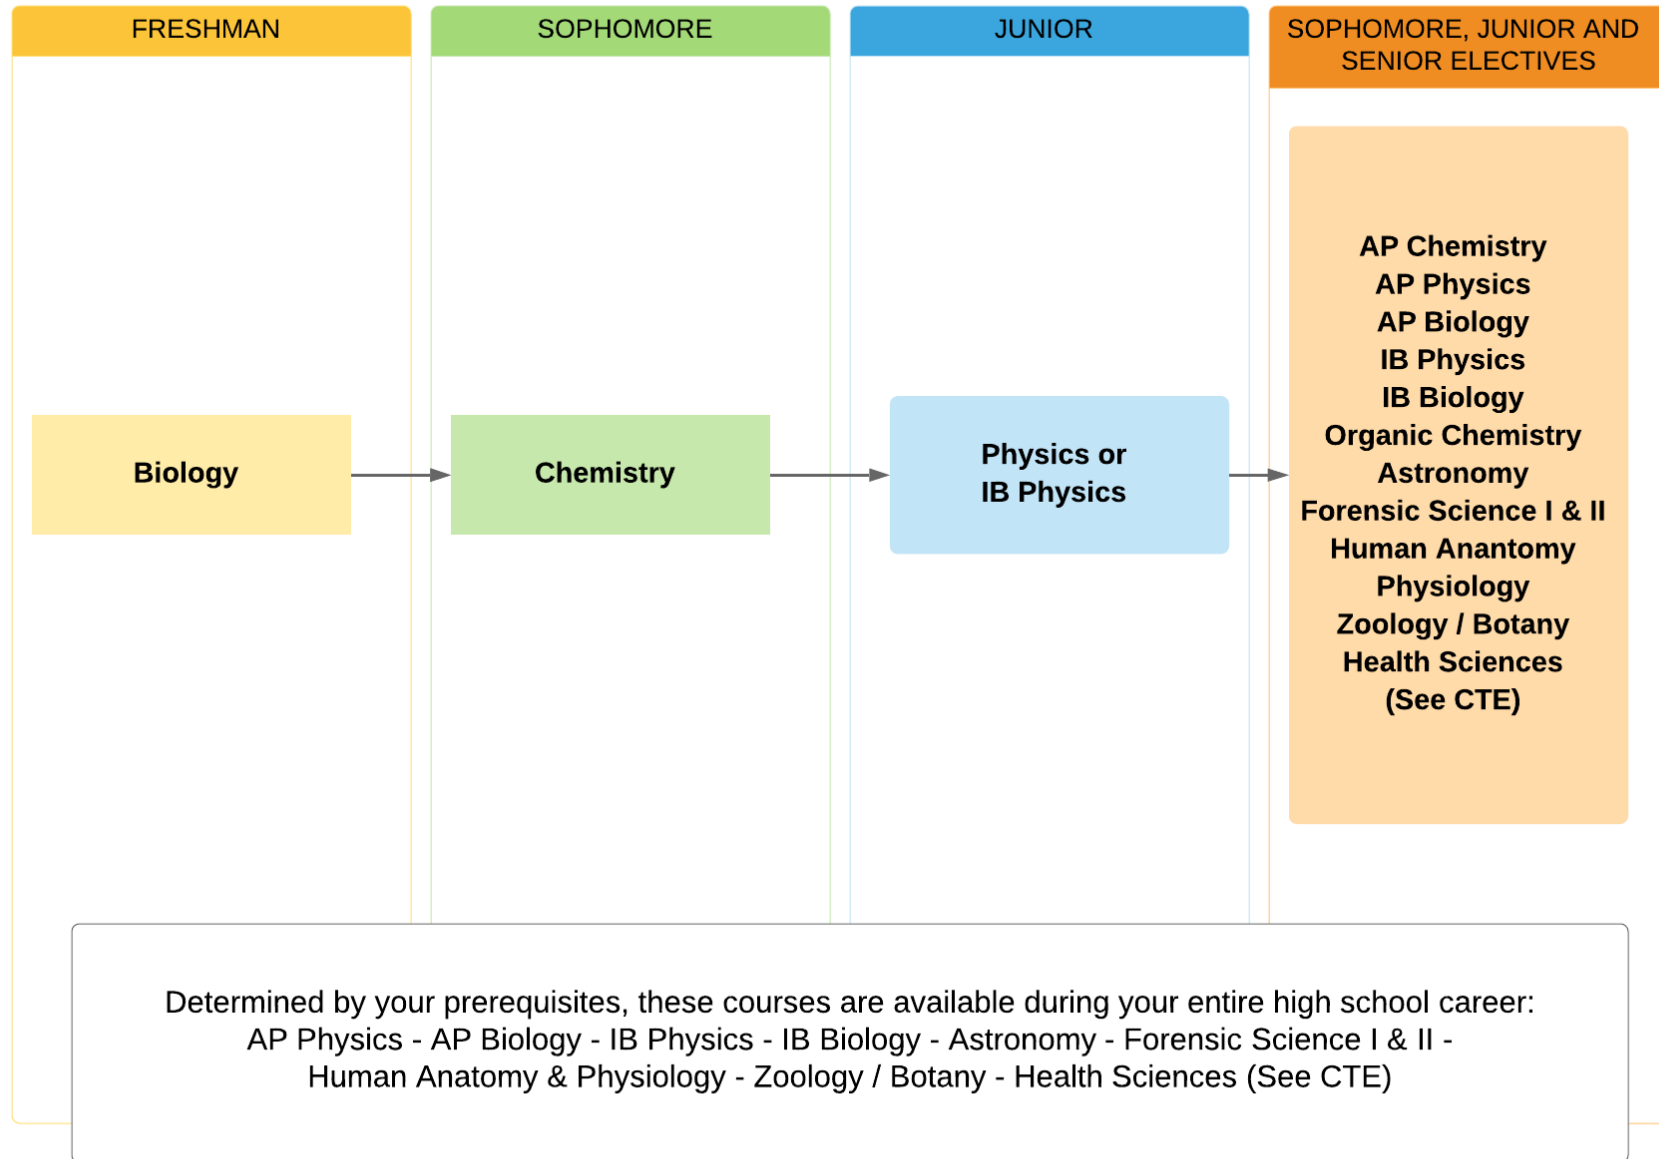 FRESHMAN
SOPHOMORE
JUNIOR
SOPHOMORE, JUNIOR AND
SENIOR ELECTIVES
Biology
Chemistry
Physics or
IB Physics
AP Chemistry
AP Physics
AP Biology
IB Physics
IB Biology
Organic Chemistry
Astronomy
Forensic Science I & II
Human Anantomy
Physiology
Zoology / Botany
Health Sciences
(See CTE)
Determined by your prerequisites, these courses are available during your entire high school career:
AP Physics - AP Biology - IB Physics - IB Biology - Astronomy - Forensic Science I & II -
Human Anatomy & Physiology - Zoology / Botany - Health Sciences (See CTE)